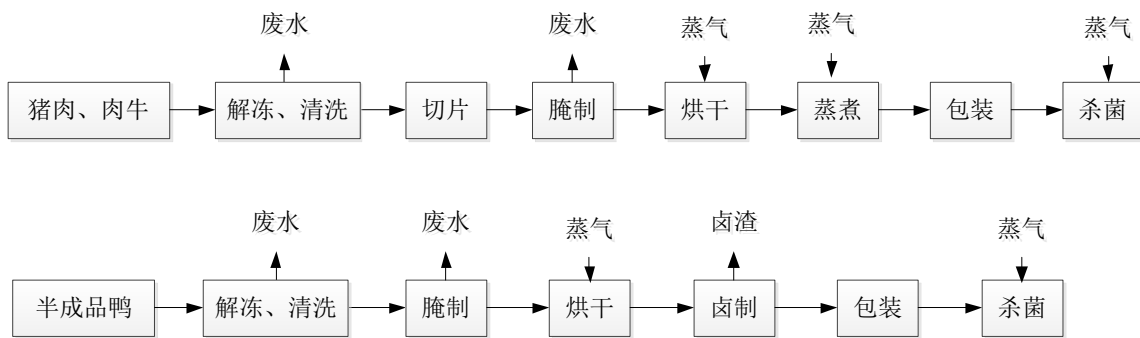 废水 废水 蒸气 蒸气 蒸气
猪肉、肉牛 解冻、清洗 切片 腌制 烘干 蒸煮 包装 杀菌
废水 废水 蒸气 卤渣 蒸气
半成品鸭 解冻、清洗 腌制 烘干 卤制 包装 杀菌